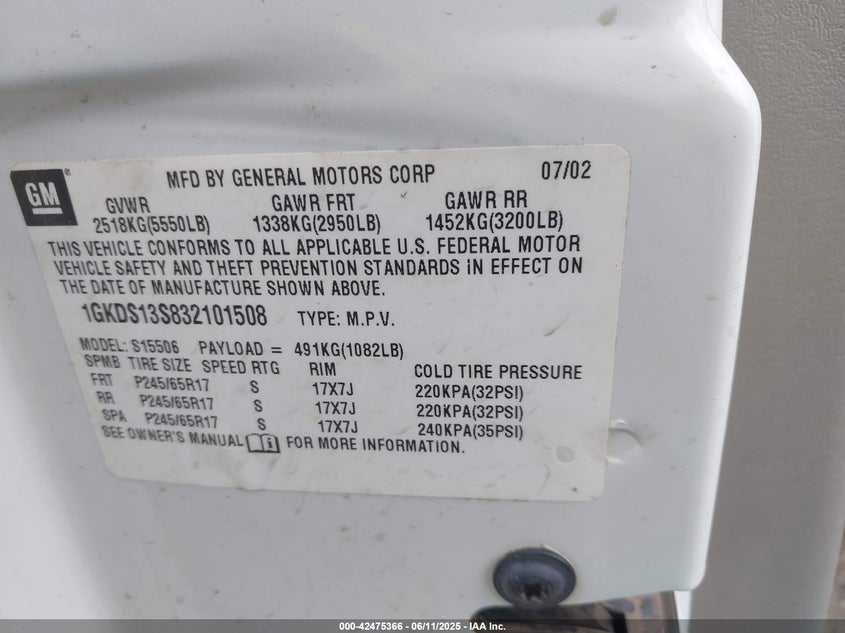 GM ®
MFD BY GENERAL MOTORS CORP 07/02
GVWR GAWR FRT GAWR RR
2518KG(5550LB) 1338KG(2950LB) 1452KG(3200LB)
THIS VEHICLE CONFORMS TO ALL APPLICABLE U.S. FEDERAL MOTOR
VEHICLE SAFETY AND THEFT PREVENTION STANDARDS IN EFFECT ON
THE DATE OF MANUFACTURE SHOWN ABOVE.
1GKDS13S832101508 TYPE: M.P.V.
MODEL: S15506 PAYLOAD = 491KG(1082LB)
SPMB TIRE SIZE SPEED RTG RIM COLD TIRE PRESSURE
FRT P245/65R17 S 17X7J 220KPA(32PSI)
RR P245/65R17 S 17X7J 220KPA(32PSI)
SPA P245/65R17 S 17X7J 240KPA(35PSI)
SEE OWNER'S MANUAL i FOR MORE INFORMATION.
000-42475366 - 06/11/2025 - IAA Inc.